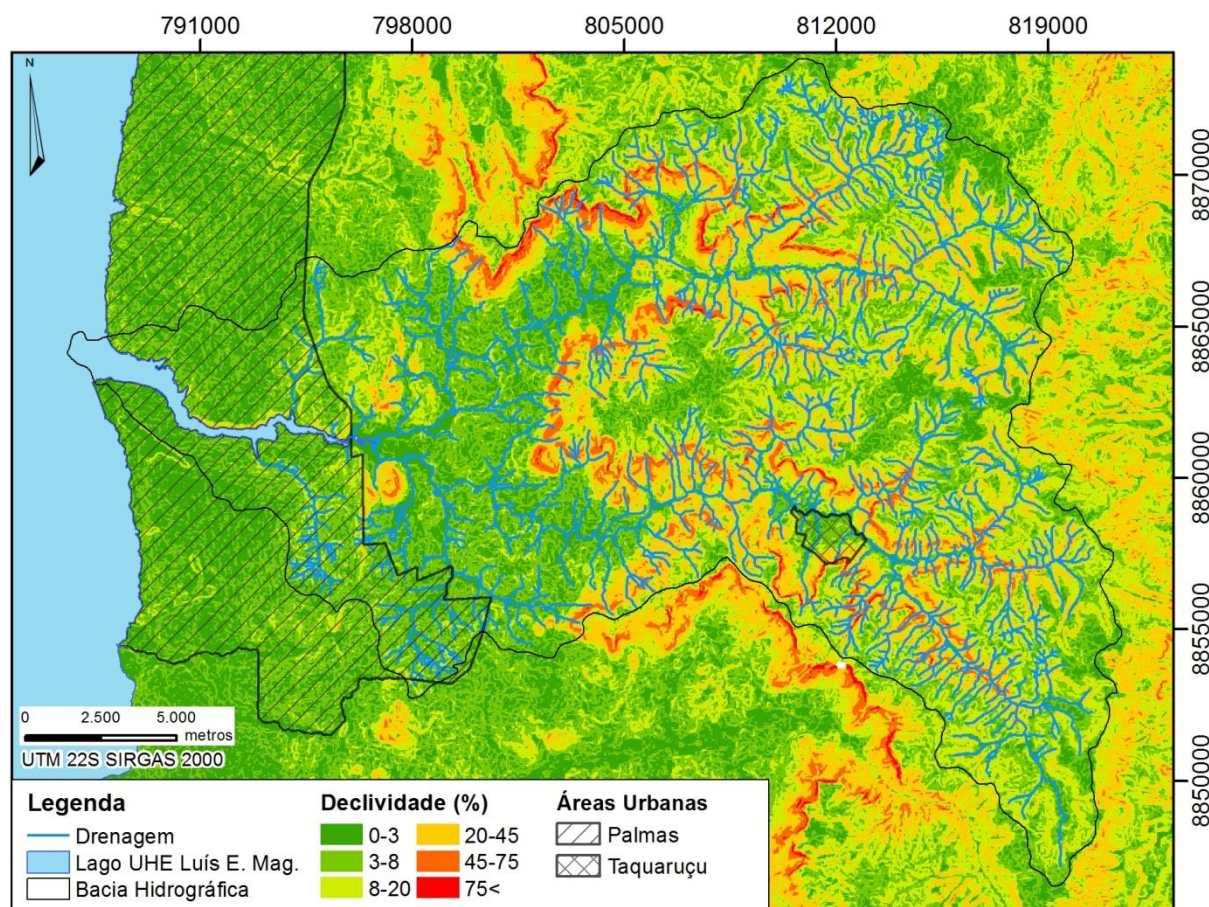 791000 798000 805000 812000 819000
N
8870000
8865000
8860000
8855000
8850000
0 2.500 5.000
metros
UTM 22S SIRGAS 2000
Legenda
Drenagem
Lago UHE Luís E. Mag.
Bacia Hidrográfica
Declividade (%)
0-3
3-8
8-20
20-45
45-75
75<
Áreas Urbanas
Palmas
Taquaruçu